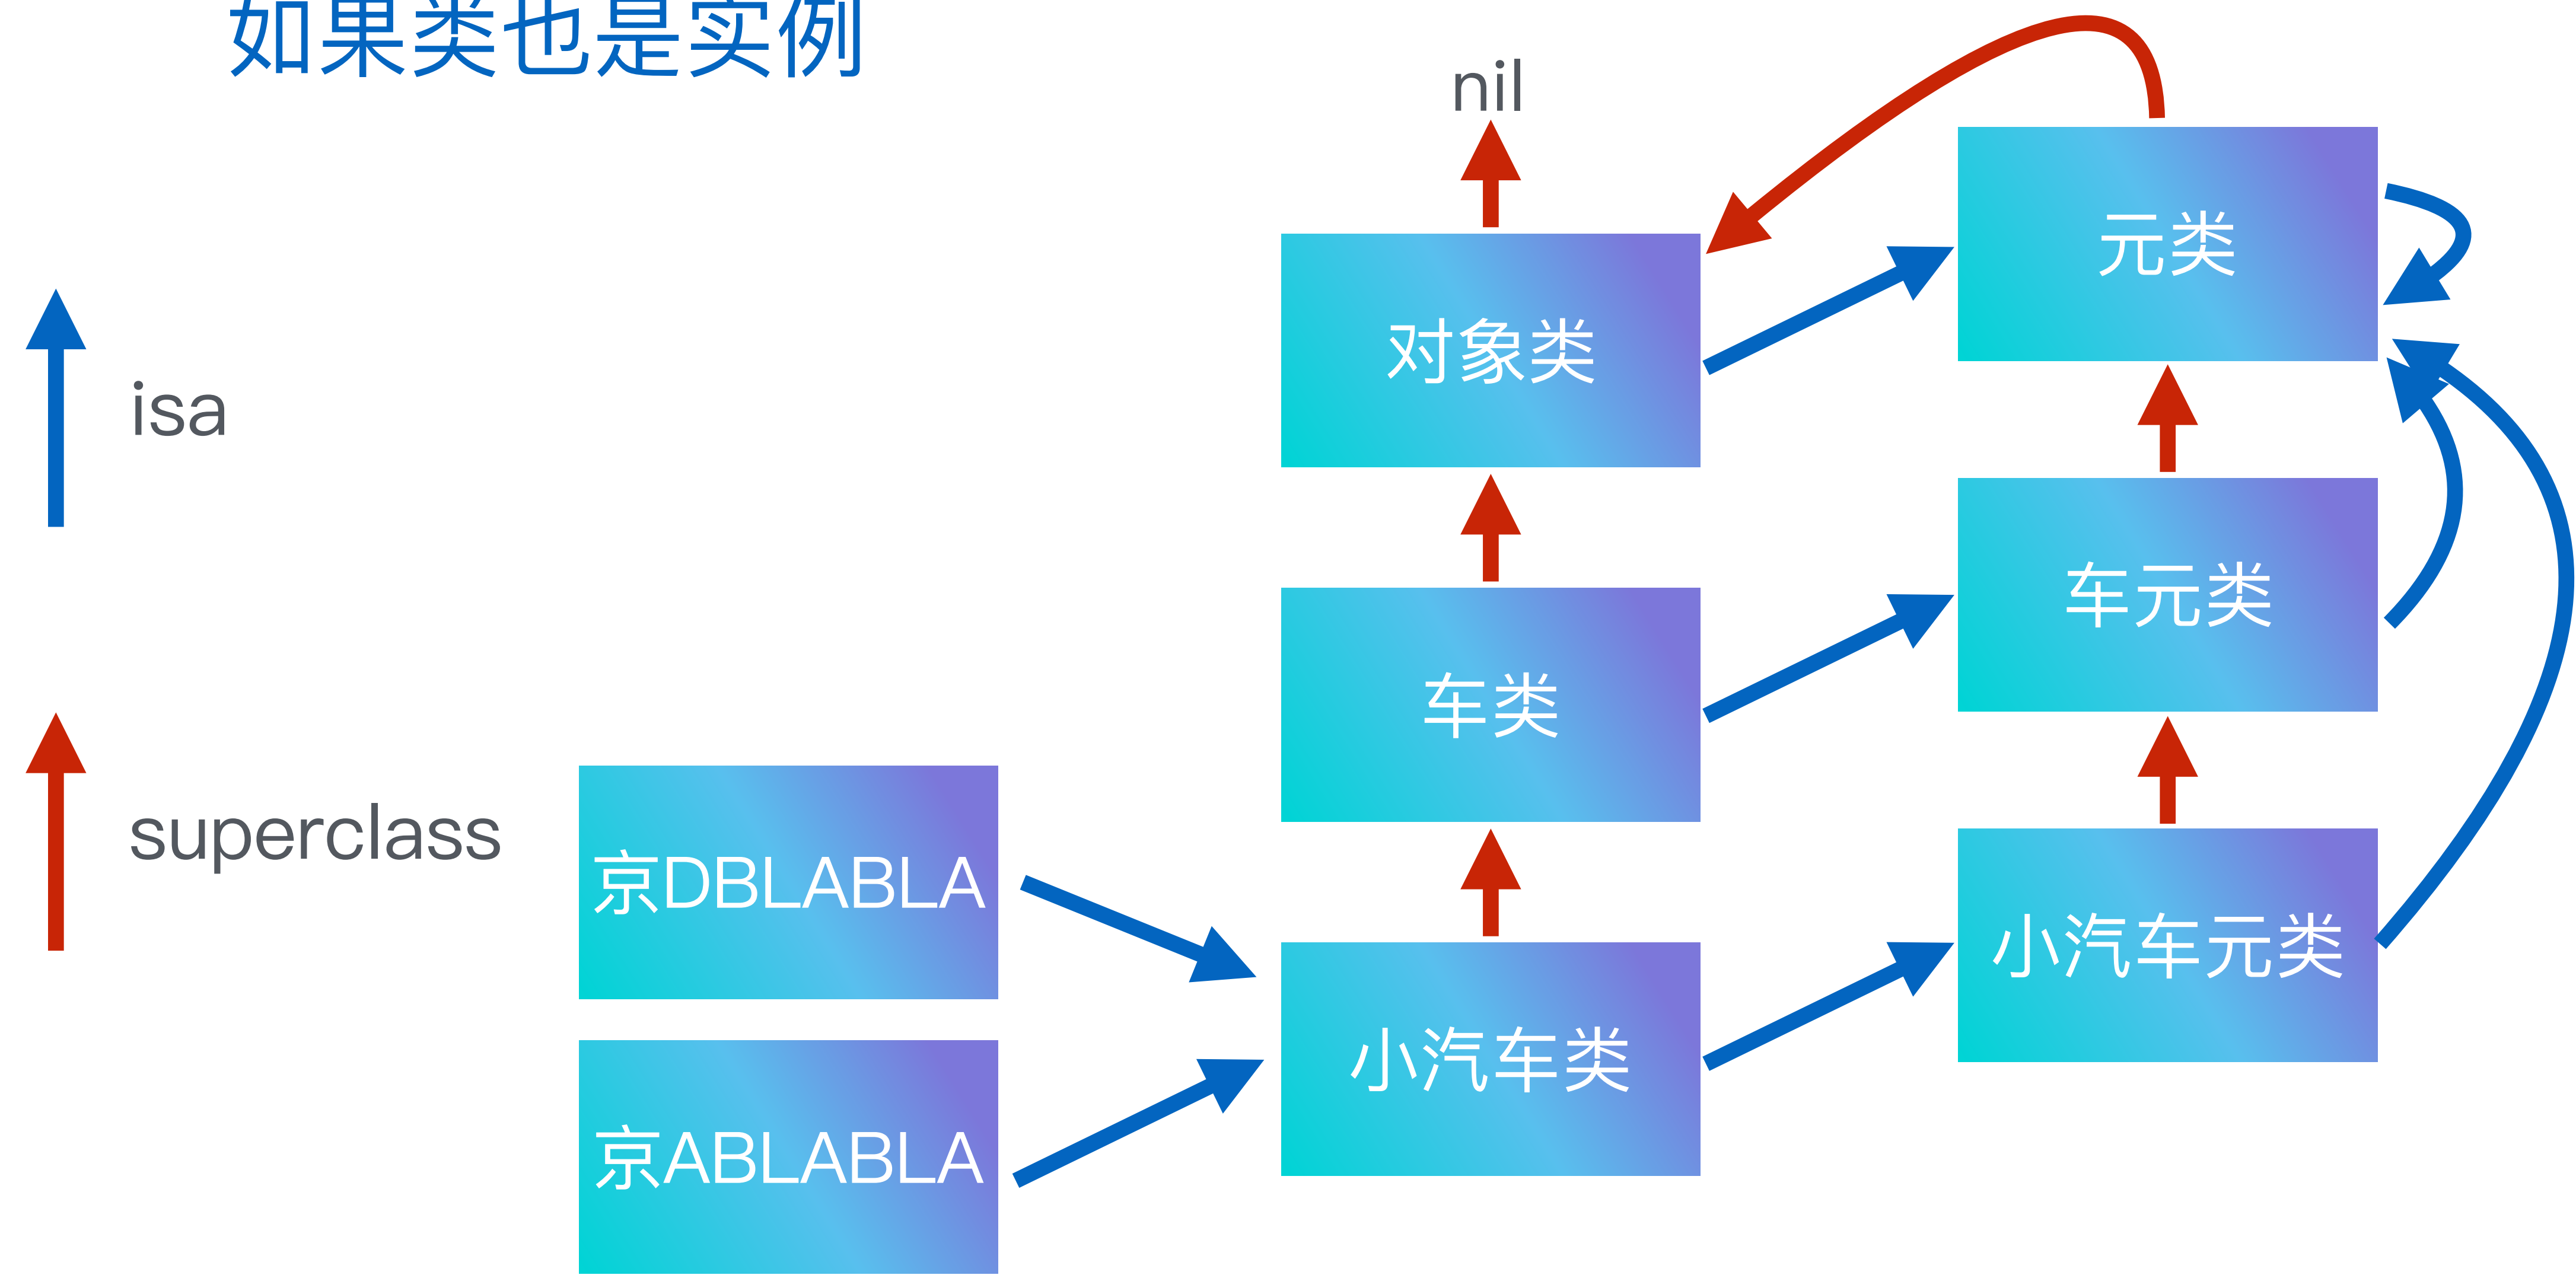 如果类也是实例
nil
元类
对象类
isa
车元类
车类
superclass
京DBLABLA
小汽车元类
小汽车类
京ABLABLA